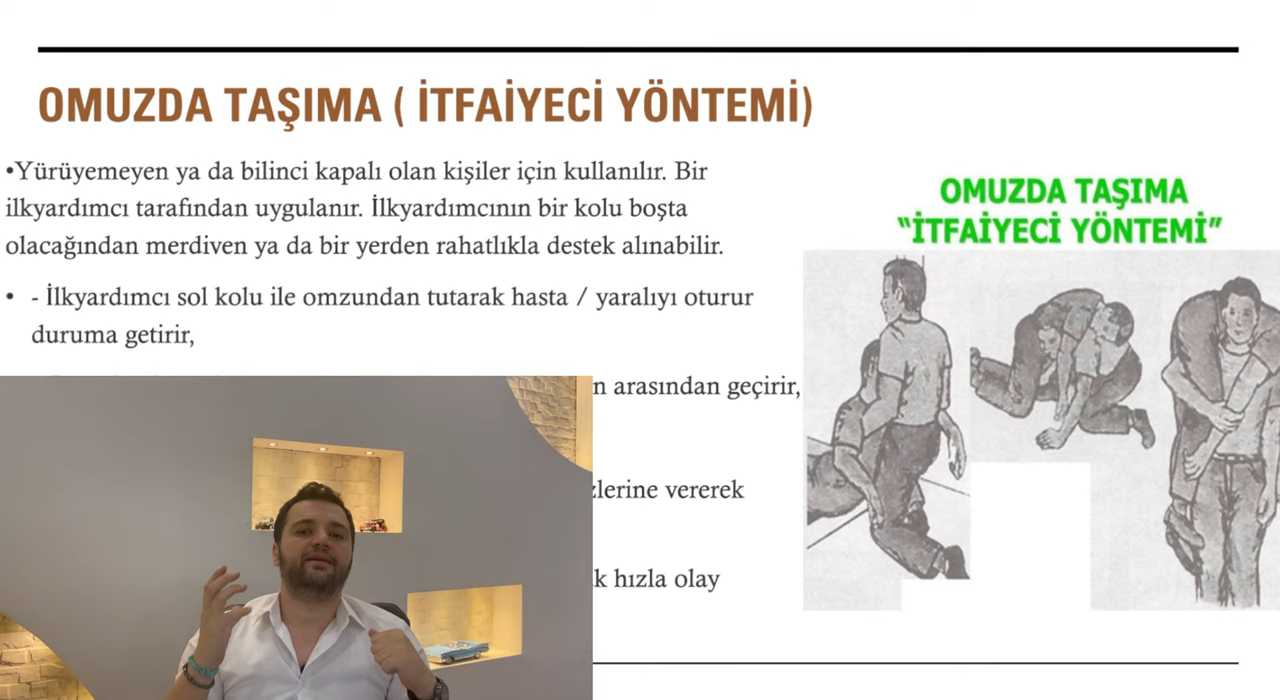 OMUZDA TAŞIMA ( İTFAİYECİ YÖNTEMİ)
•Yürüyemeyen ya da bilinci kapalı olan kişiler için kullanılır. Bir
ilkyardımcı tarafından uygulanır. İlkyardımcının bir kolu boşta
olacağından merdiven ya da bir yerden rahatlıkla destek alınabilir.
• - İlkyardımcı sol kolu ile omzundan tutarak hasta / yaralıyı oturur
duruma getirir,
arasından geçirir,
vererek
hızla olay
OMUZDA TAŞIMA
“İTFAİYECİ YÖNTEMİ”